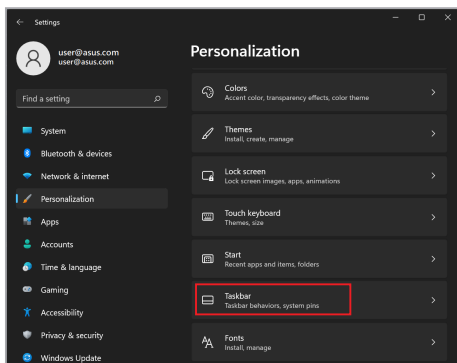 Settings
user@asus.com
user@asus.com
Find a setting
System
Bluetooth & devices
Network & internet
Personalization
Apps
Accounts
Time & language
Gaming
Accessibility
Privacy & security
Windows Update
Personalization
Colors
Accent color, transparency effects, color theme
Themes
Install, create, manage
Lock screen
Lock screen images, apps, animations
Touch keyboard
Themes, size
Start
Recent apps and items, folders
Taskbar
Taskbar behaviors, system pins
Fonts
Install, manage